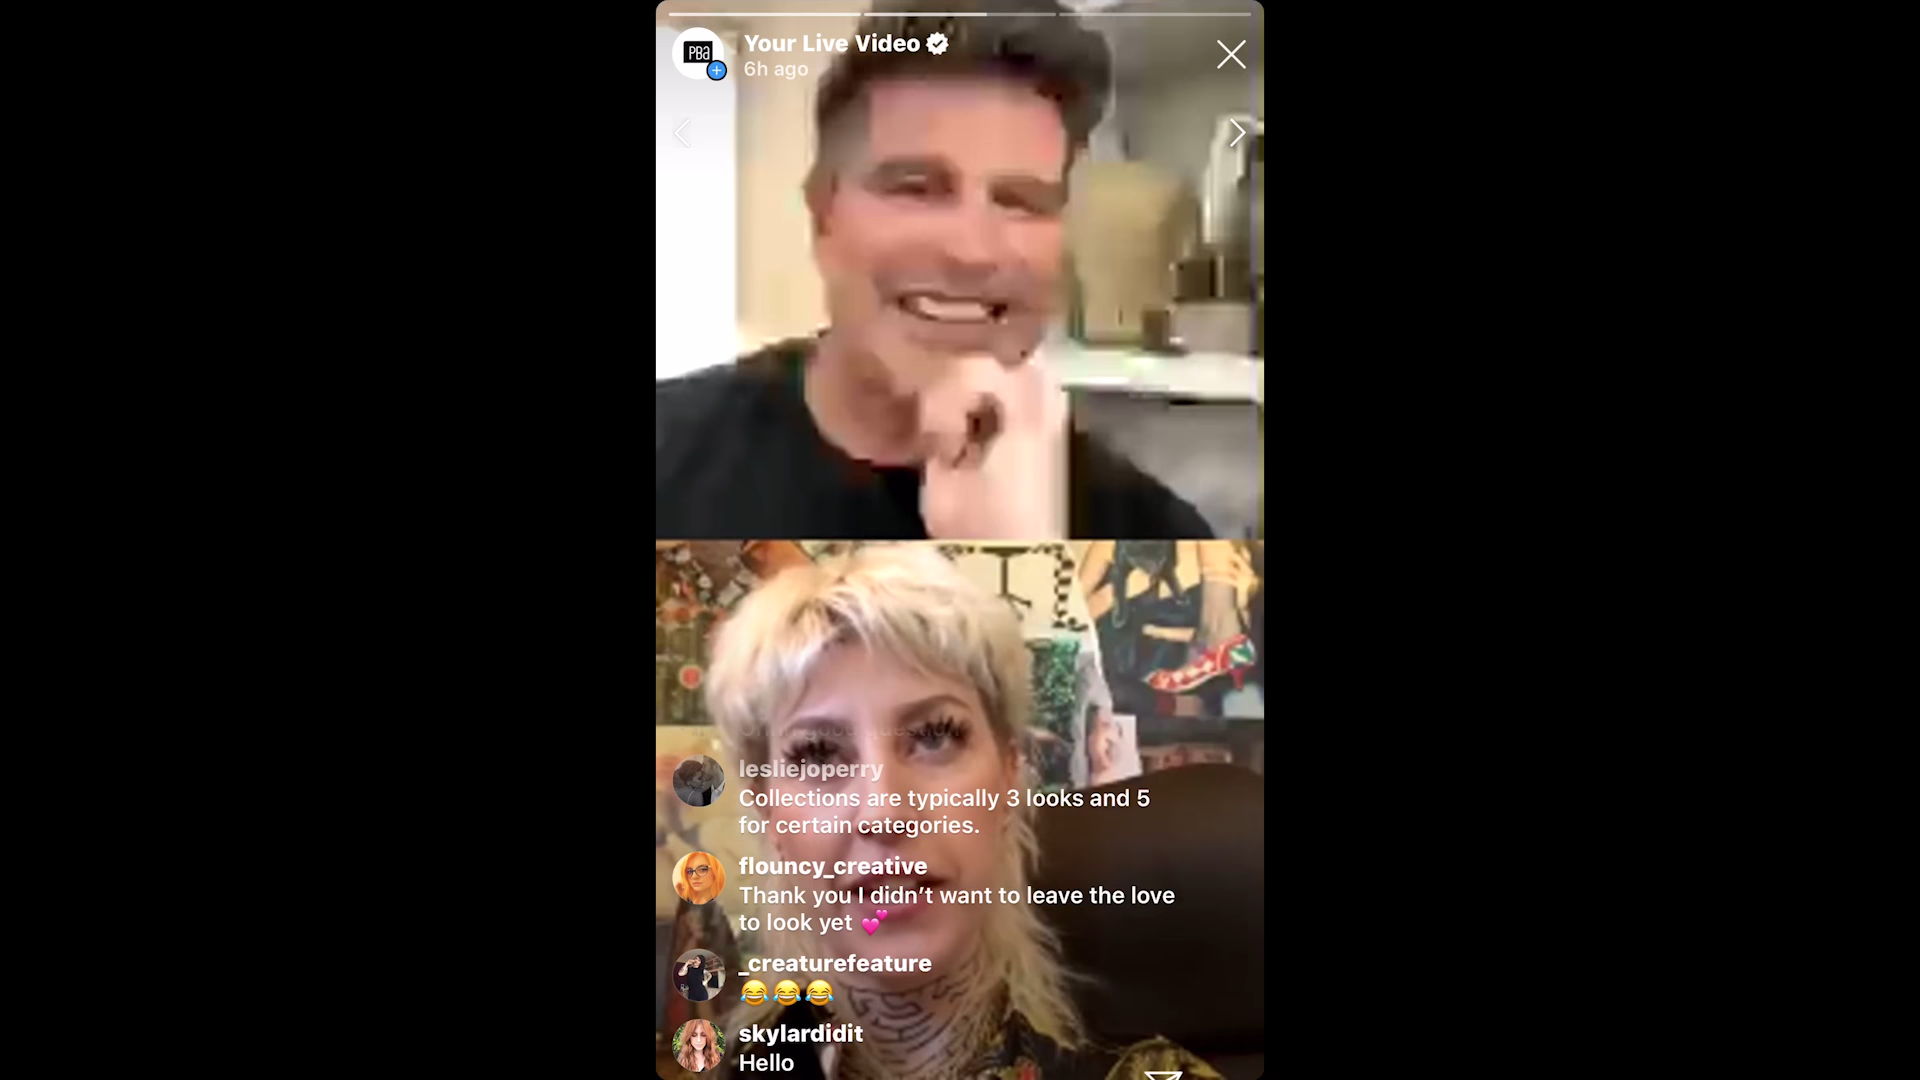 PBa
Your Live Video
6h ago
lesliejoperry
Collections are typically 3 looks and 5
for certain categories.
flouncy_creative
Thank you I didn’t want to leave the love
to look yet 💕
_creaturefeature
😂😂😂
skylardidit
Hello